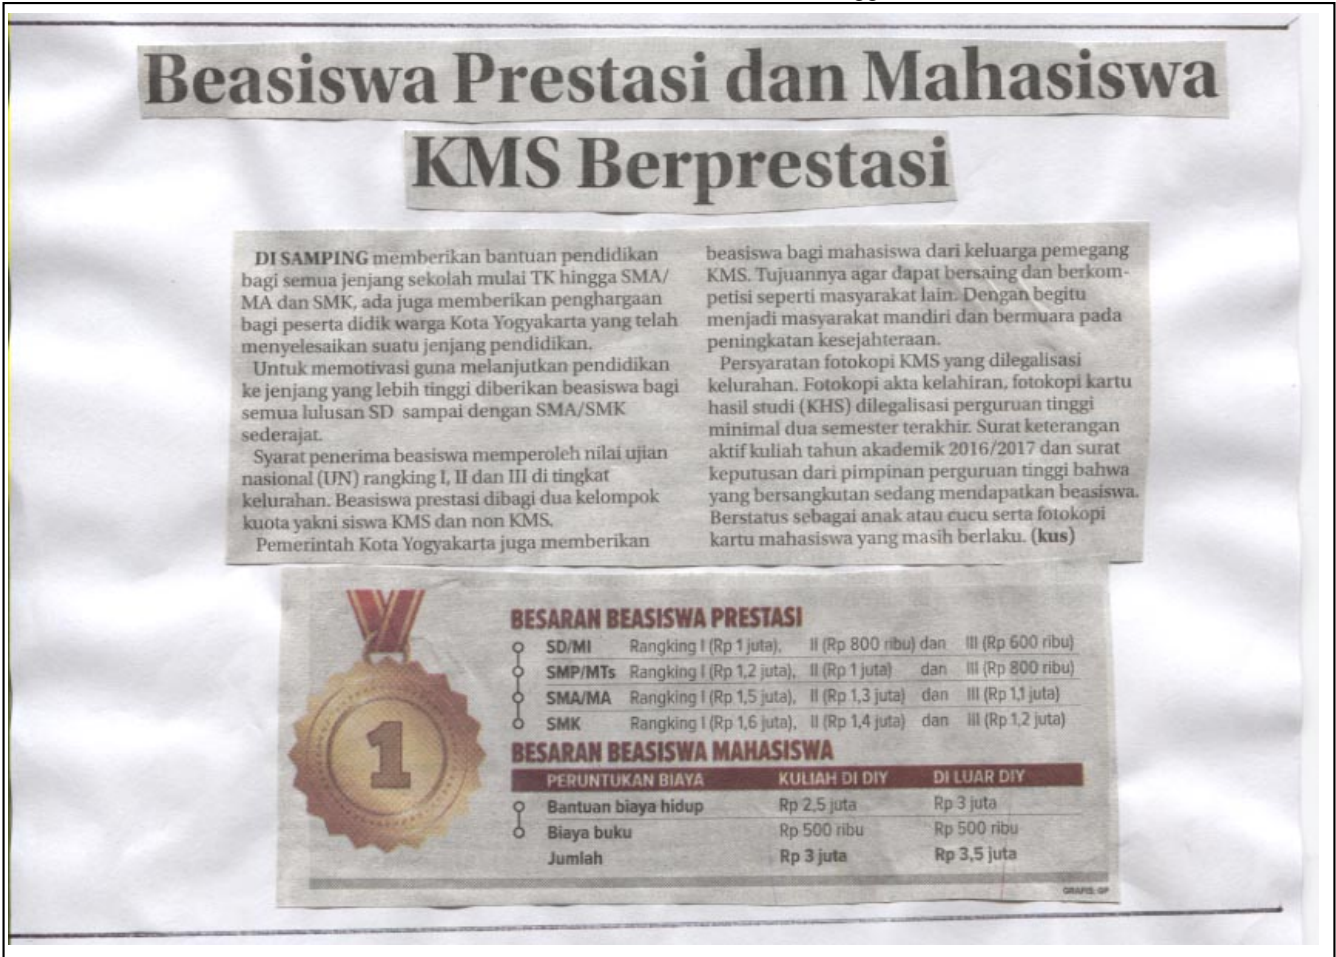 Beasiswa Prestasi dan Mahasiswa
KMS Berprestasi
DI SAMPING memberikan bantuan pendidikan
bagi semua jenjang sekolah mulai TK hingga SMA/
MA dan SMK, ada juga memberikan penghargaan
bagi peserta didik warga Kota Yogyakarta yang telah
menyelesaikan suatu jenjang pendidikan.
Untuk memotivasi guna melanjutkan pendidikan
ke jenjang yang lebih tinggi diberikan beasiswa bagi
semua lulusan SD sampai dengan SMA/SMK
sederajat.
Syarat penerima beasiswa memperoleh nilai ujian
nasional (UN) rangking I, II dan III di tingkat
kelurahan. Beasiswa prestasi dibagi dua kelompok
kuota yakni siswa KMS dan non KMS.
Pemerintah Kota Yogyakarta juga memberikan
beasiswa bagi mahasiswa dari keluarga pemegang
KMS. Tujuannya agar dapat bersaing dan berkom-
petisi seperti masyarakat lain. Dengan begitu
menjadi masyarakat mandiri dan bermuara pada
peningkatan kesejahteraan.
Persyaratan fotokopi KMS yang dilegalisasi
kelurahan. Fotokopi akta kelahiran, fotokopi kartu
hasil studi (KHS) dilegalisasi perguruan tinggi
minimal dua semester terakhir. Surat keterangan
aktif kuliah tahun akademik 2016/2017 dan surat
keputusan dari pimpinan perguruan tinggi bahwa
yang bersangkutan sedang mendapatkan beasiswa.
Berstatus sebagai anak atau cucu serta fotokopi
kartu mahasiswa yang masih berlaku. (kus)
1
BESARAN BEASISWA PRESTASI
SD/MI Rangking I (Rp 1 juta), II (Rp 800 ribu) dan III (Rp 600 ribu)
SMP/MTs Rangking I (Rp 1,2 juta), II (Rp 1 juta) dan III (Rp 800 ribu)
SMA/MA Rangking I (Rp 1,5 juta), II (Rp 1,3 juta) dan III (Rp 1,1 juta)
SMK Rangking I (Rp 1,6 juta), II (Rp 1,4 juta) dan III (Rp 1,2 juta)
BESARAN BEASISWA MAHASISWA
PERUNTUKAN BIAYA KULIAH DI DIY DI LUAR DIY
Bantuan biaya hidup Rp 2,5 juta Rp 3 juta
Biaya buku Rp 500 ribu Rp 500 ribu
Jumlah Rp 3 juta Rp 3,5 juta